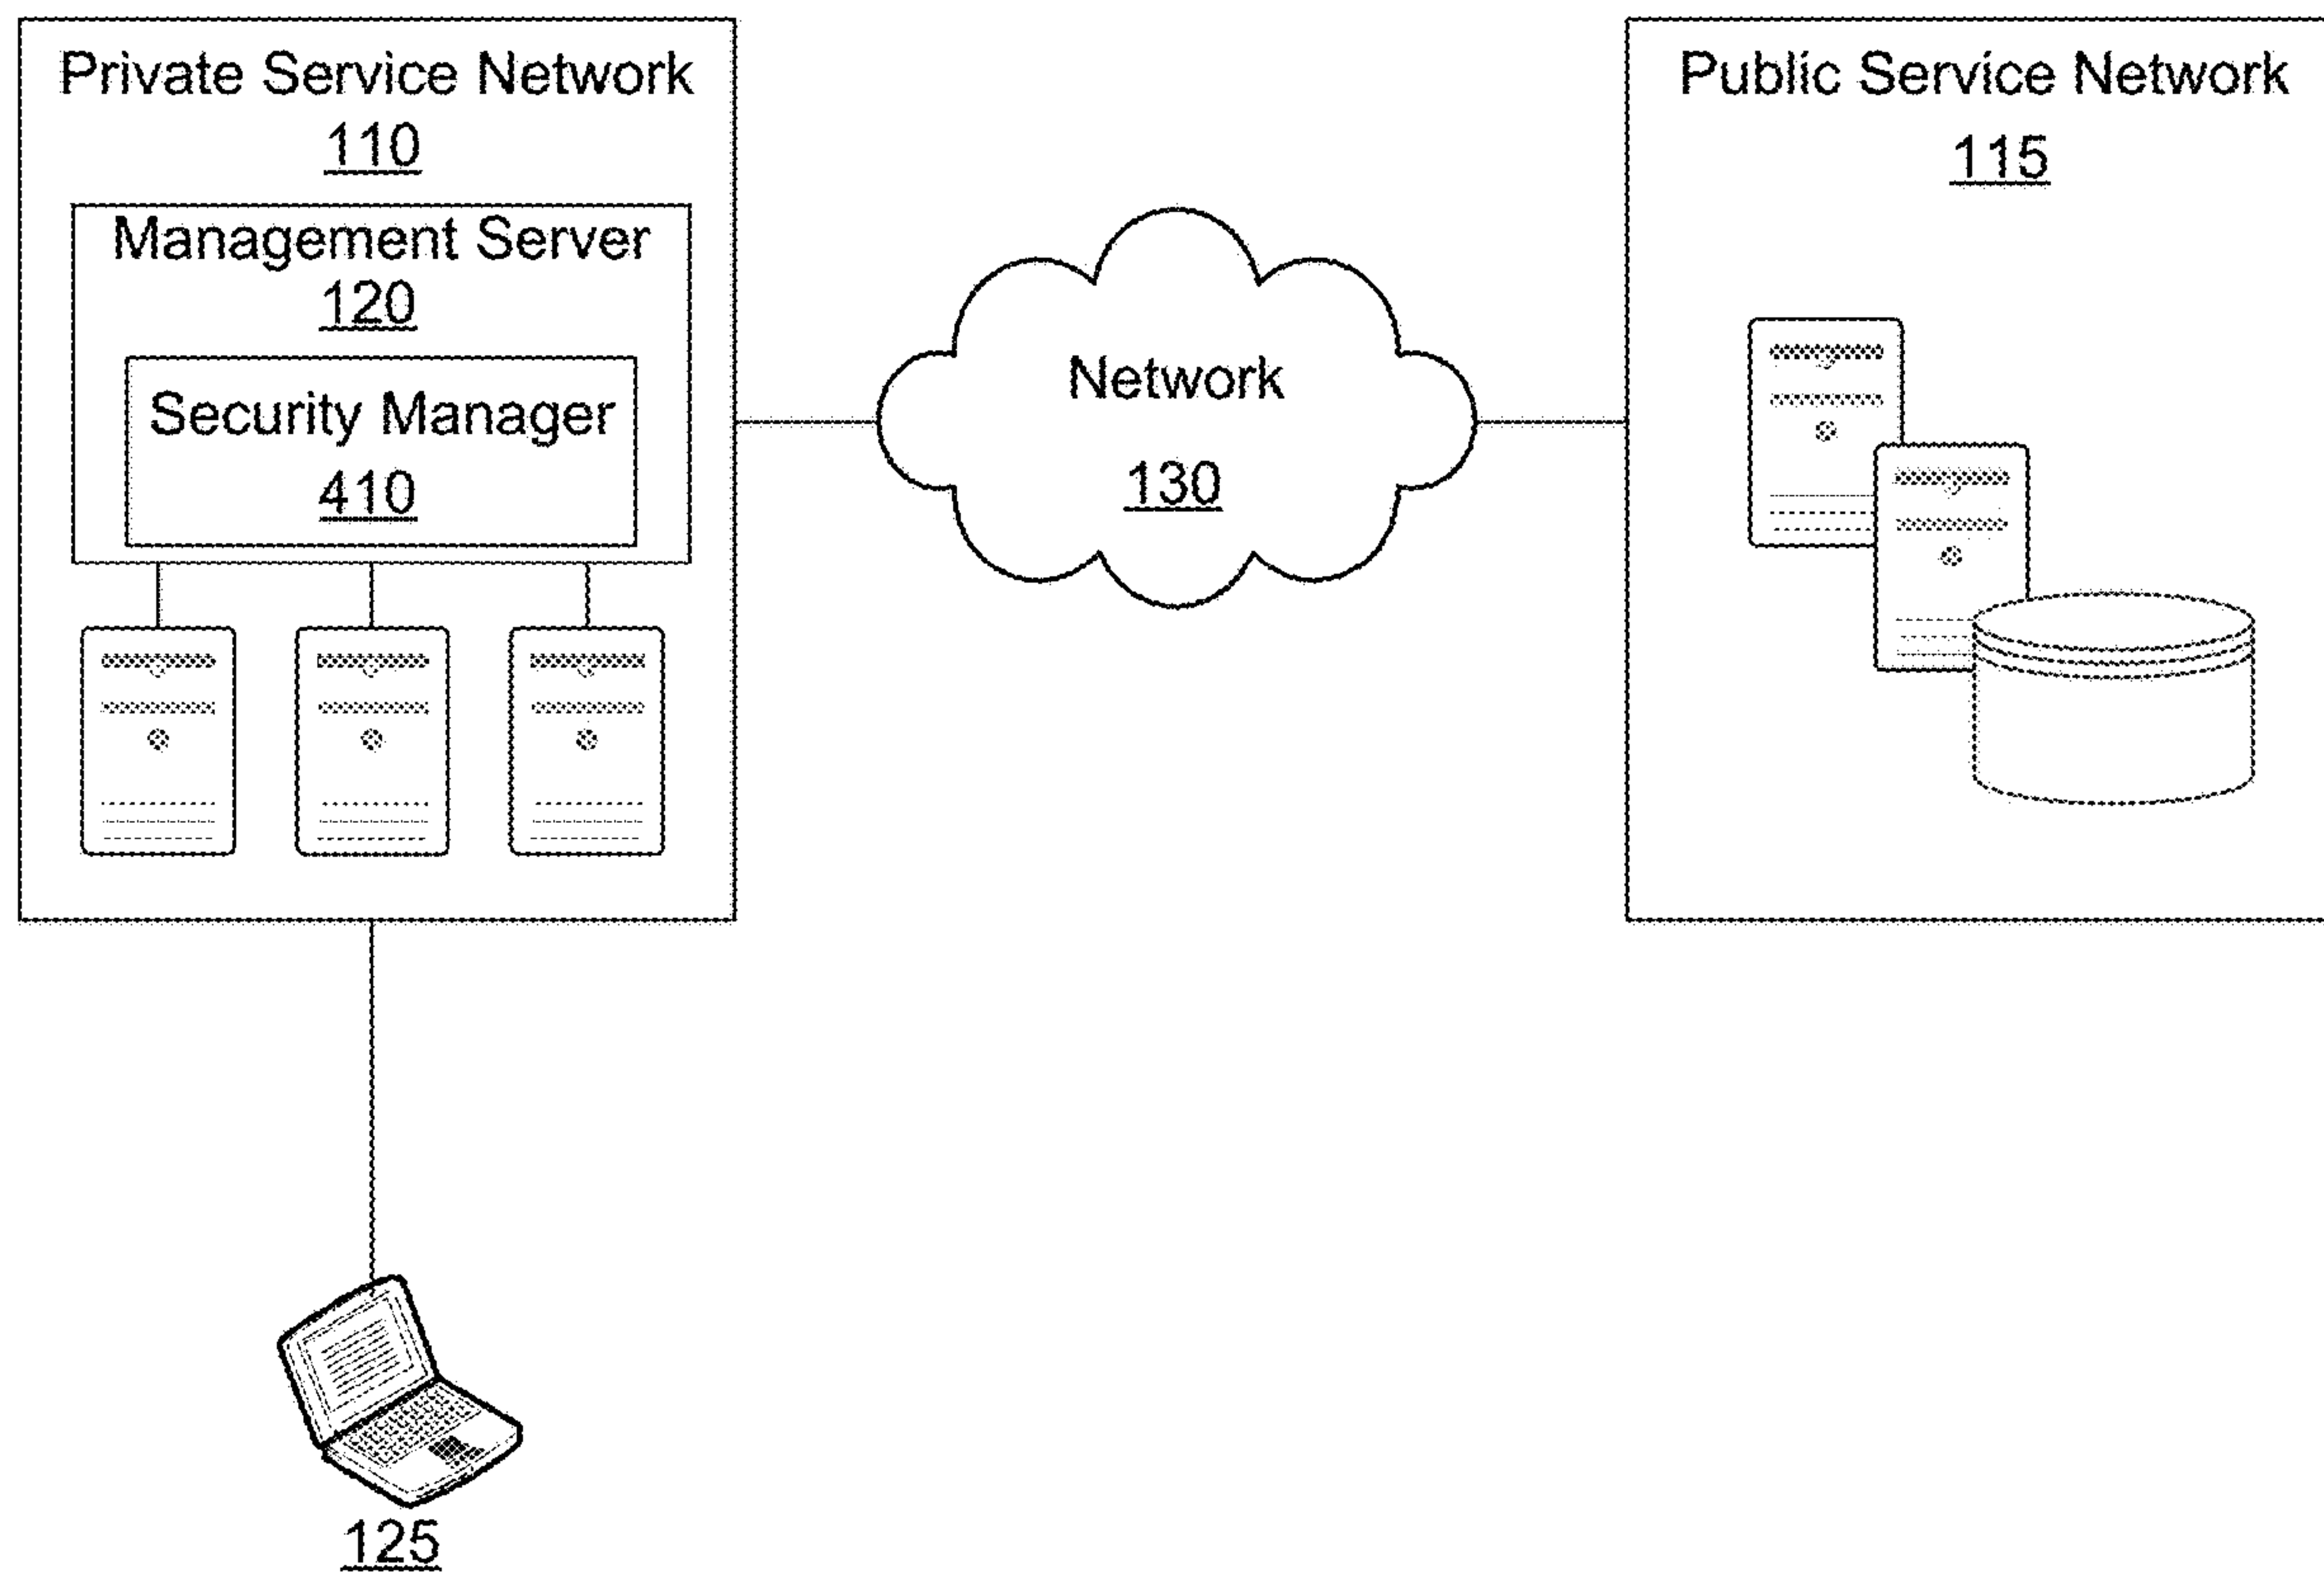 Private Service Network
110
Management Server
120
Security Manager
410
Network
130
Public Service Network
115
125